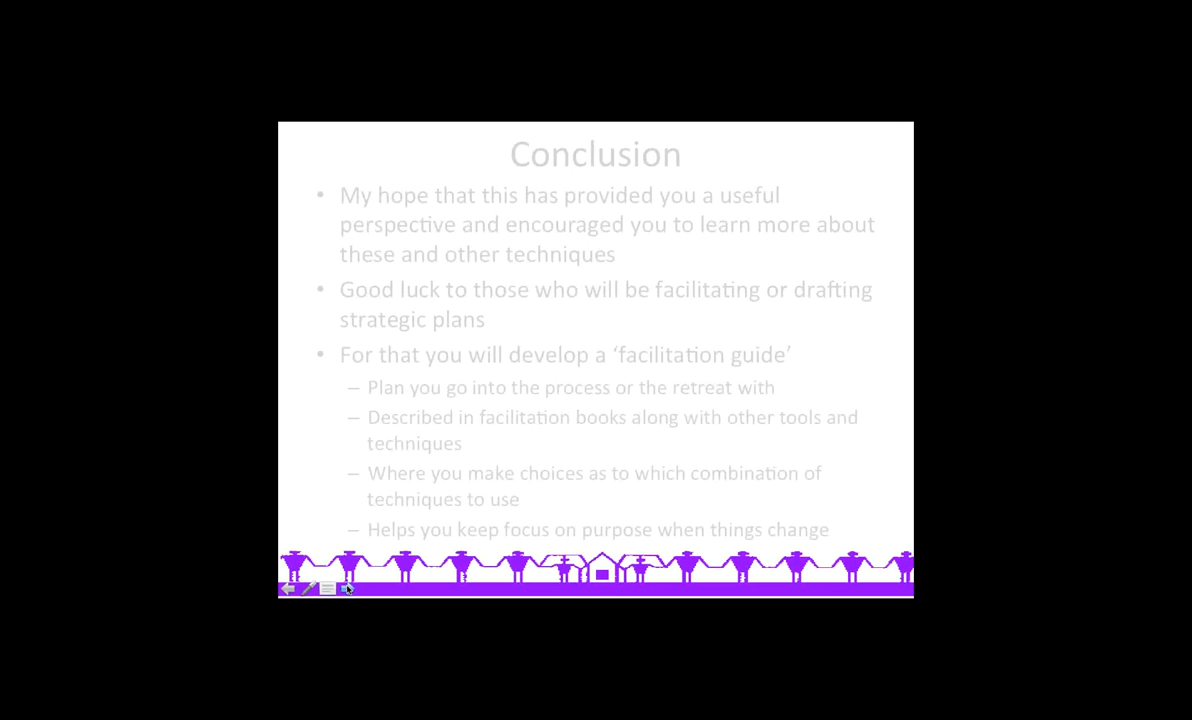 Conclusion
• My hope that this has provided you a useful
perspective and encouraged you to learn more about
these and other techniques
• Good luck to those who will be facilitating or drafting
strategic plans
• For that you will develop a ‘facilitation guide’
– Plan you go into the process or the retreat with
– Described in facilitation books along with other tools and
techniques
– Where you make choices as to which combination of
techniques to use
– Helps you keep focus on purpose when things change